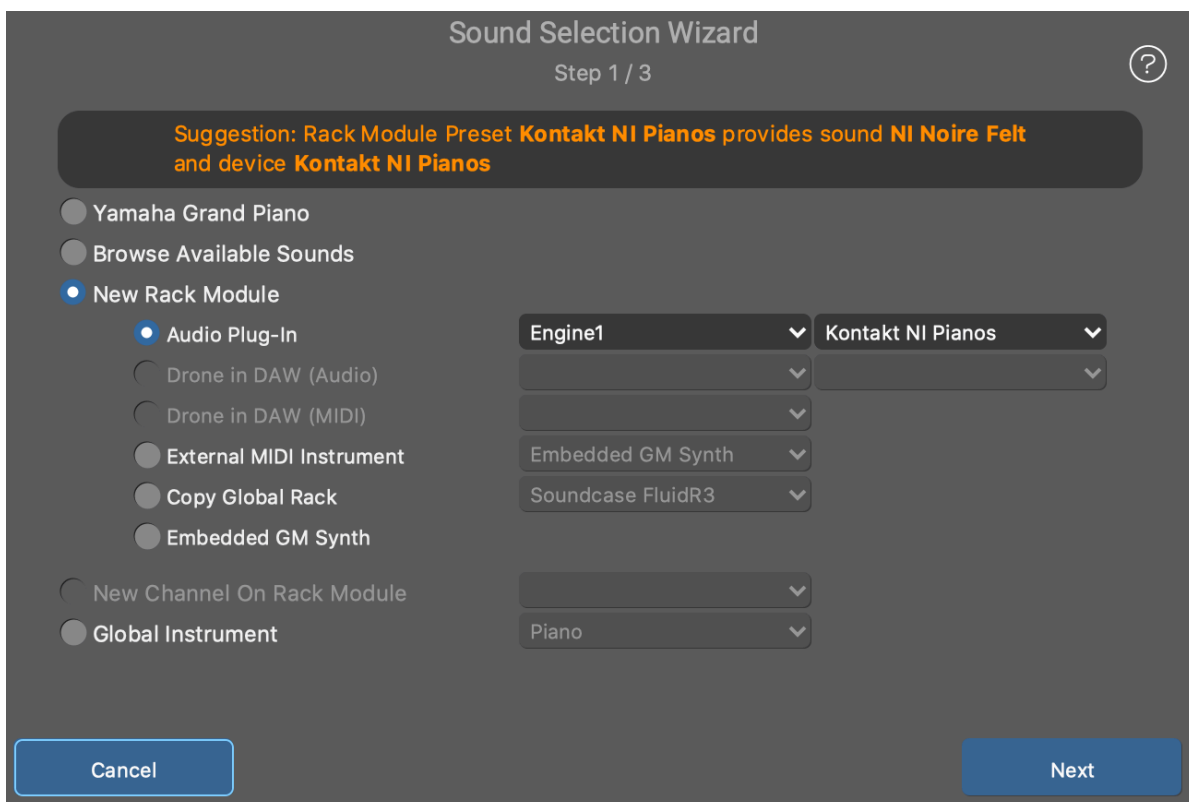 Sound Selection Wizard
Step 1 / 3
?
Suggestion: Rack Module Preset Kontakt NI Pianos provides sound NI Noire Felt
and device Kontakt NI Pianos
Yamaha Grand Piano
Browse Available Sounds
New Rack Module
Audio Plug-In Engine1 Kontakt NI Pianos
Drone in DAW (Audio)
Drone in DAW (MIDI)
External MIDI Instrument Embedded GM Synth
Copy Global Rack Soundcase FluidR3
Embedded GM Synth
New Channel On Rack Module
Global Instrument Piano
Cancel Next